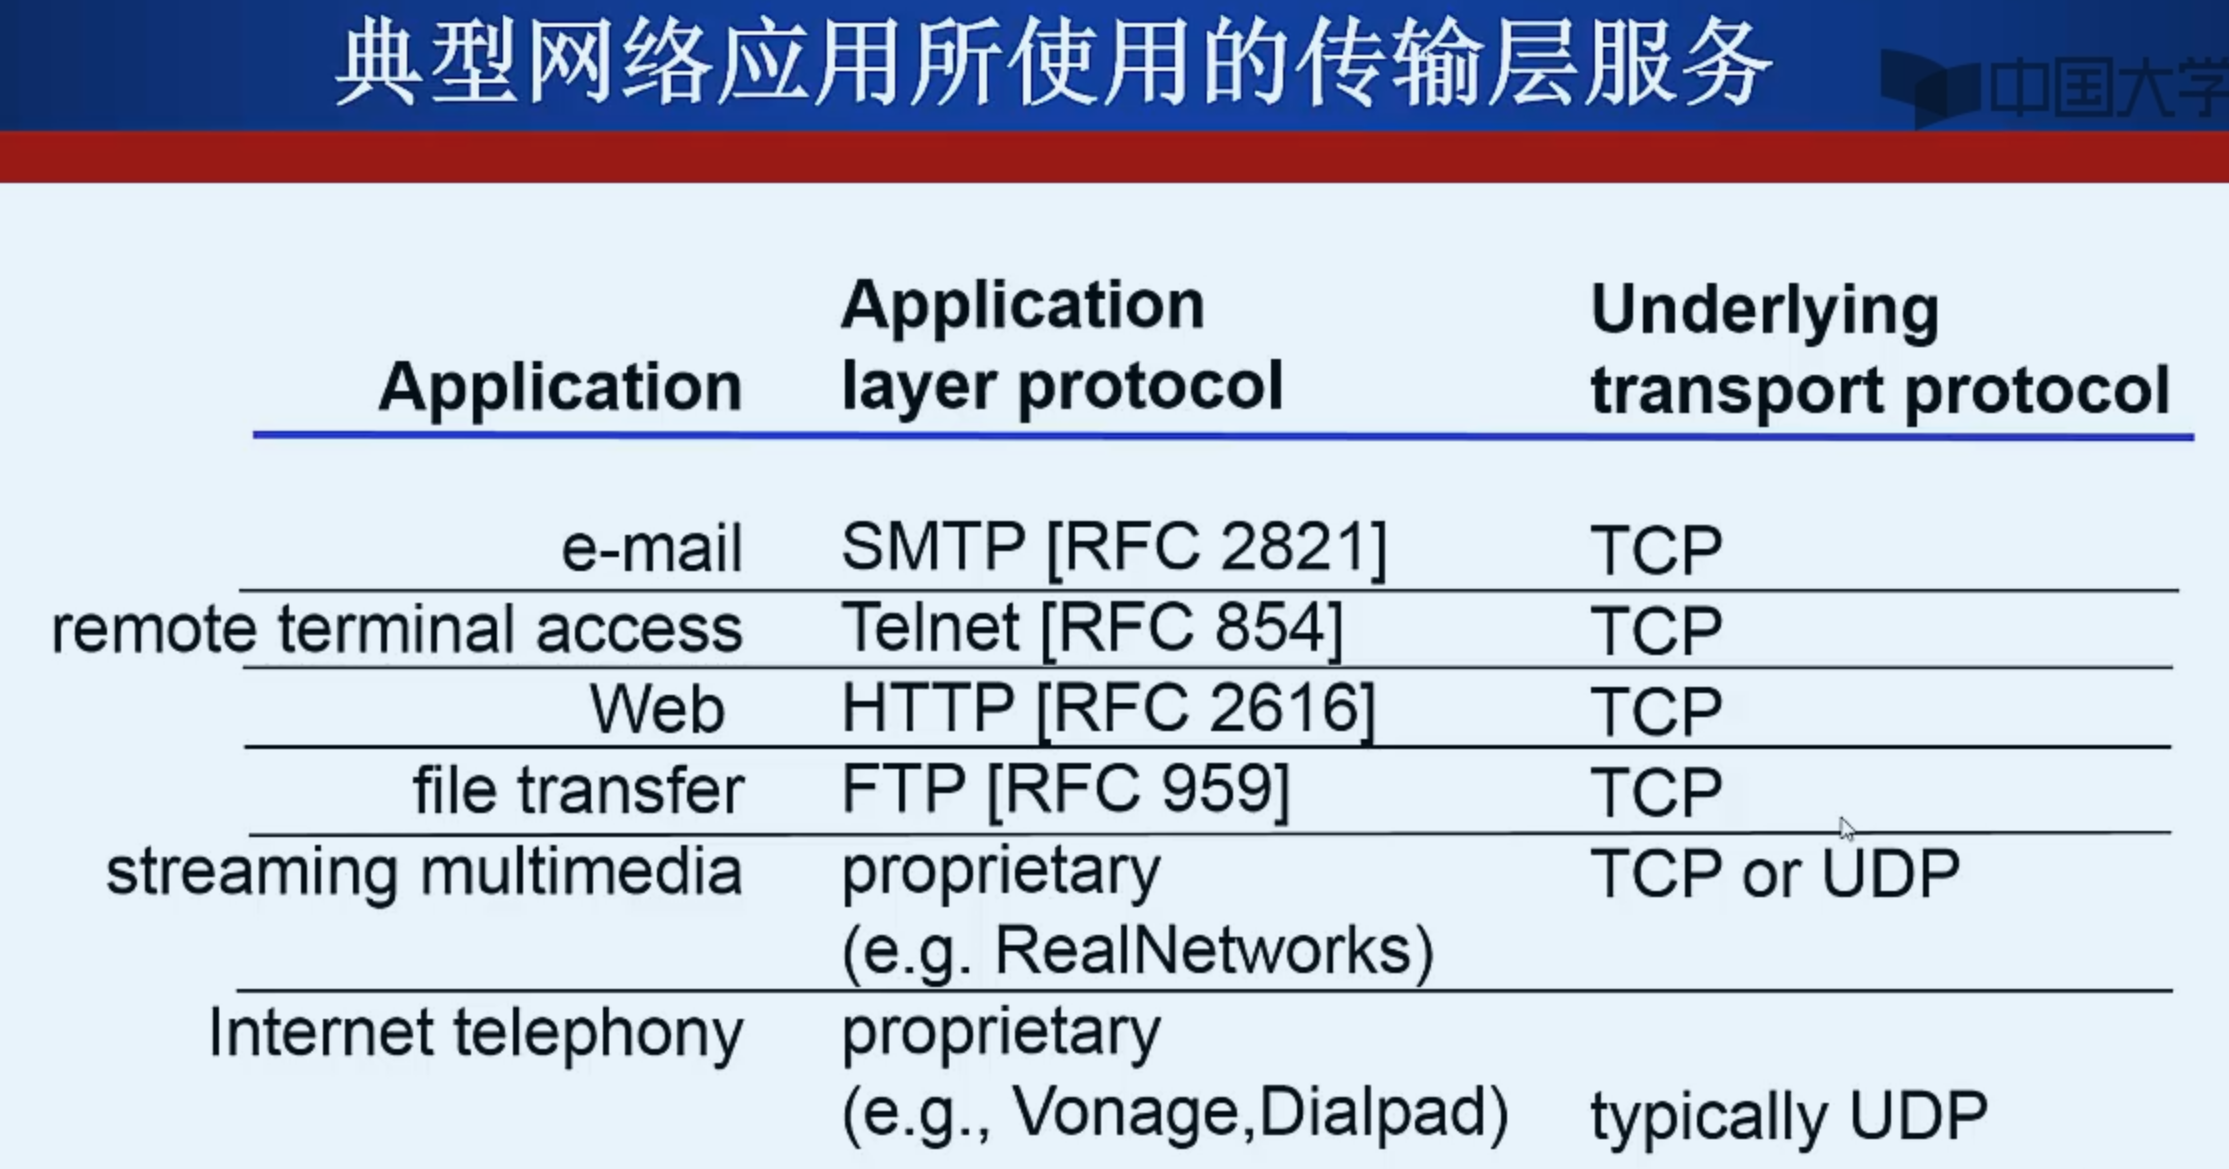 典型网络应用所使用的传输层服务
中国大学
Application
Application layer protocol
Underlying transport protocol
e-mail SMTP [RFC 2821] TCP
remote terminal access Telnet [RFC 854] TCP
Web HTTP [RFC 2616] TCP
file transfer FTP [RFC 959] TCP
streaming multimedia proprietary TCP or UDP
(e.g. RealNetworks)
Internet telephony proprietary
(e.g., Vonage,Dialpad) typically UDP